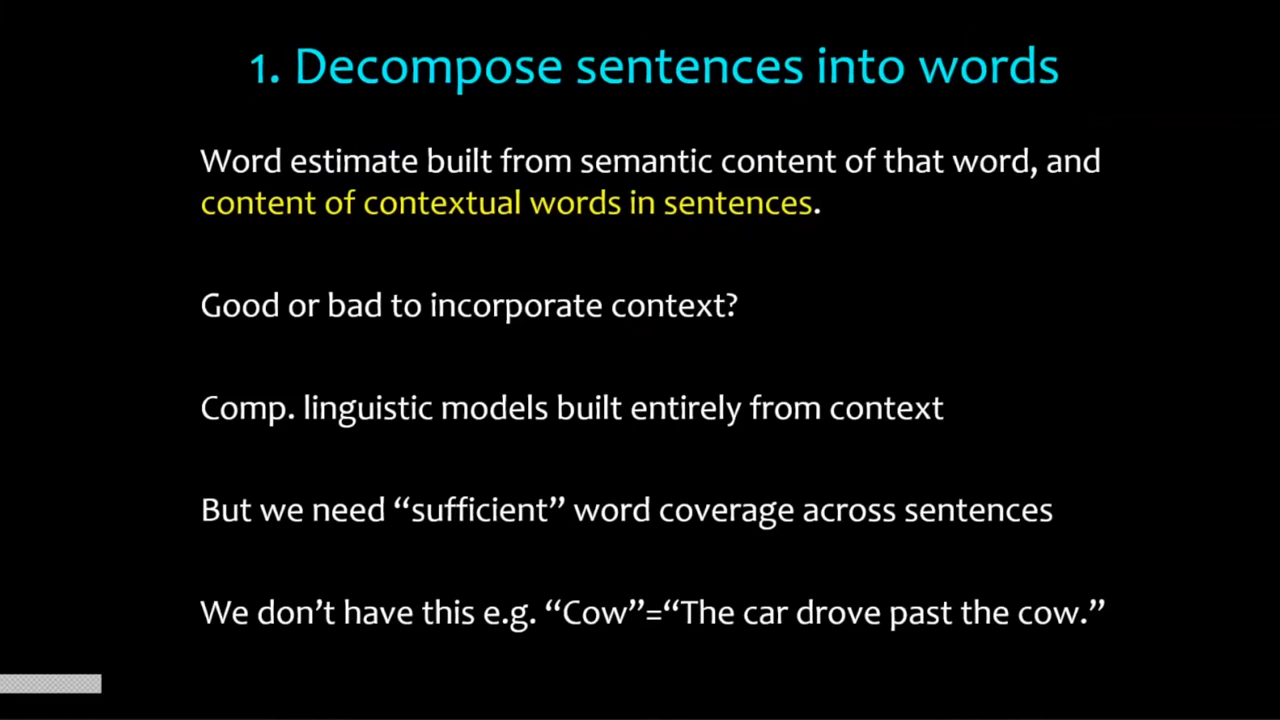 1. Decompose sentences into words
Word estimate built from semantic content of that word, and
content of contextual words in sentences.
Good or bad to incorporate context?
Comp. linguistic models built entirely from context
But we need “sufficient” word coverage across sentences
We don’t have this e.g. “Cow”=“The car drove past the cow.”